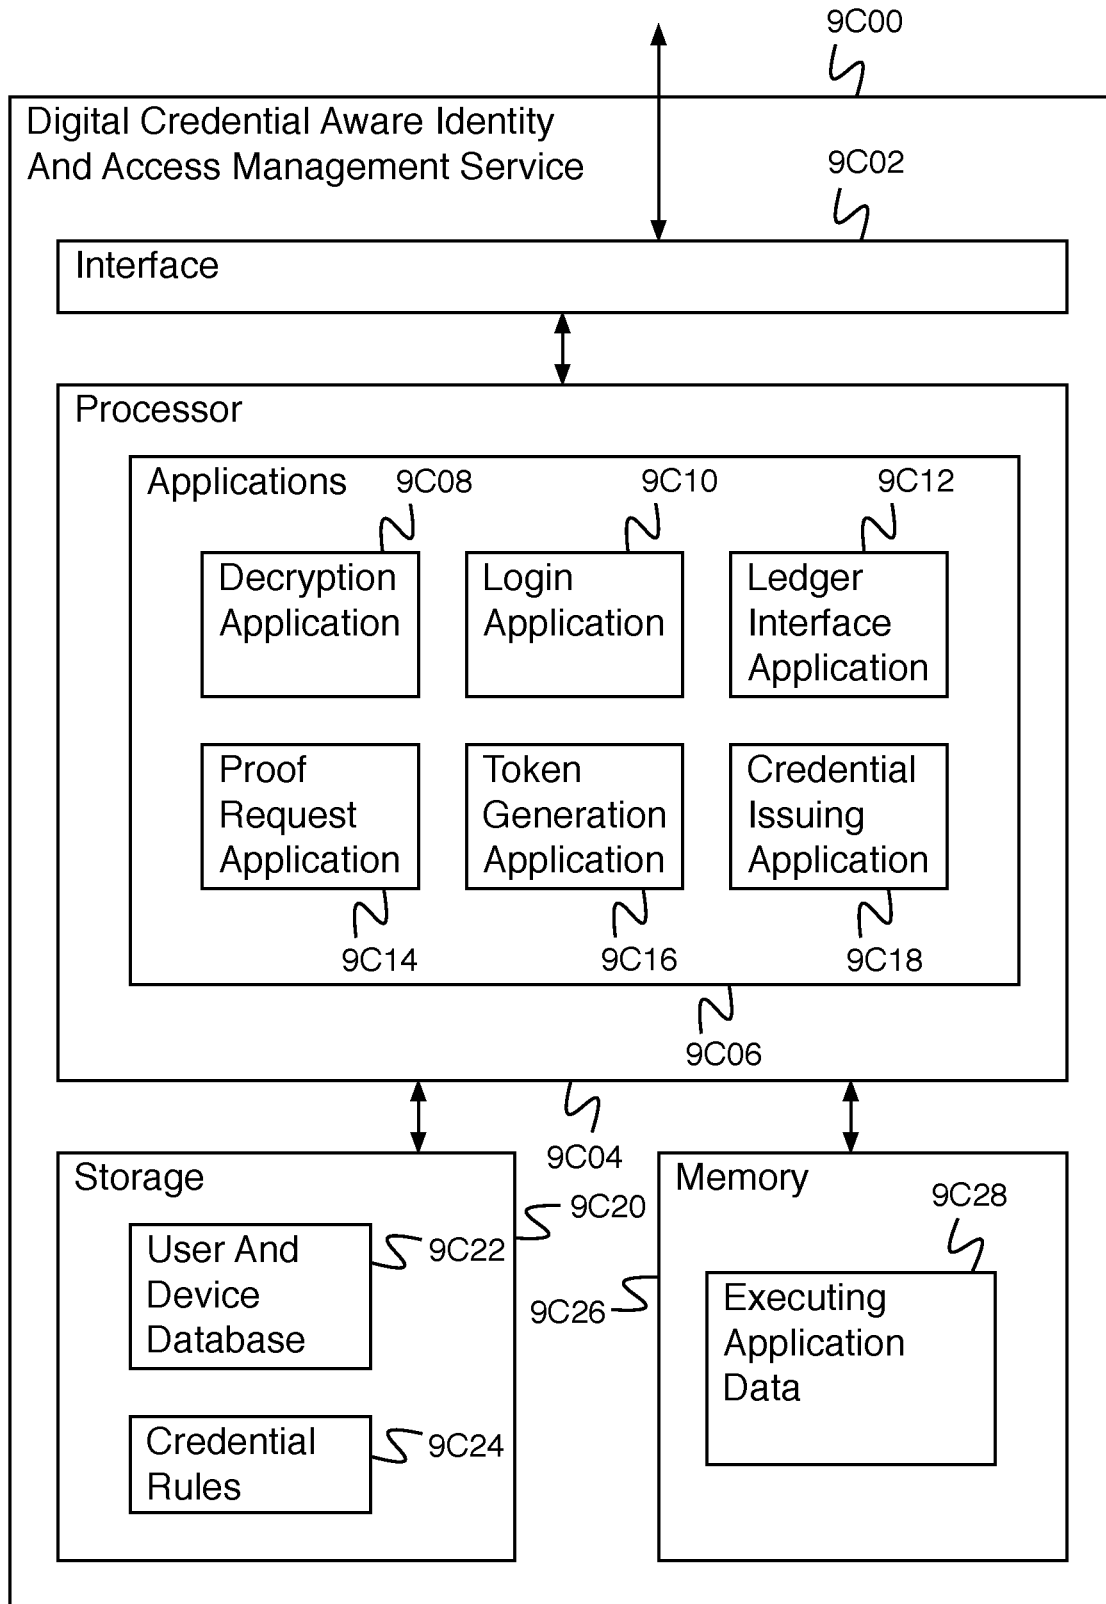 9C00
Digital Credential Aware Identity
And Access Management Service
9C02
Interface
Processor
Applications
9C08
9C10
9C12
Decryption
Application
Login
Application
Ledger
Interface
Application
Proof
Request
Application
Token
Generation
Application
Credential
Issuing
Application
9C14
9C16
9C18
9C06
9C04
Storage
9C20
User And
Device
Database
9C22
Credential
Rules
9C24
Memory
9C28
9C26
Executing
Application
Data